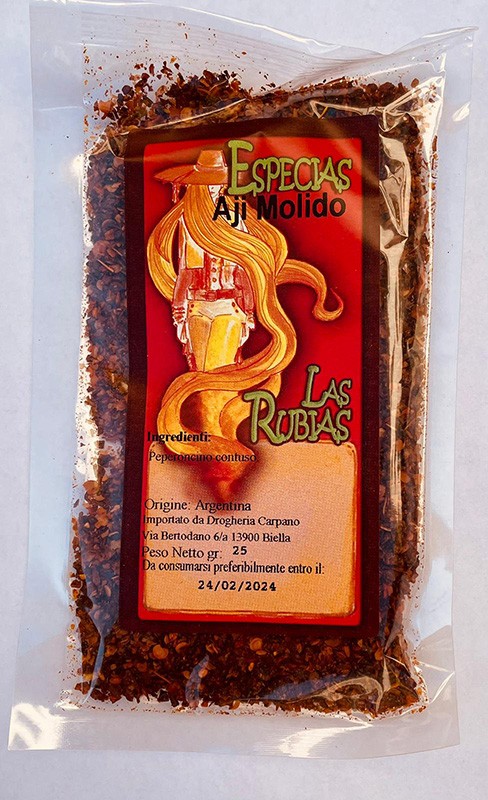 ESPECIAS
Aji Molido
LAS
RUBIAS
Ingredienti:
Peperoncino contuso.
Origine: Argentina
Importato da Drogheria Carpano
Via Bertodano 6/a 13900 Biella
Peso Netto gr: 25
Da consumarsi preferibilmente entro il:
24/02/2024